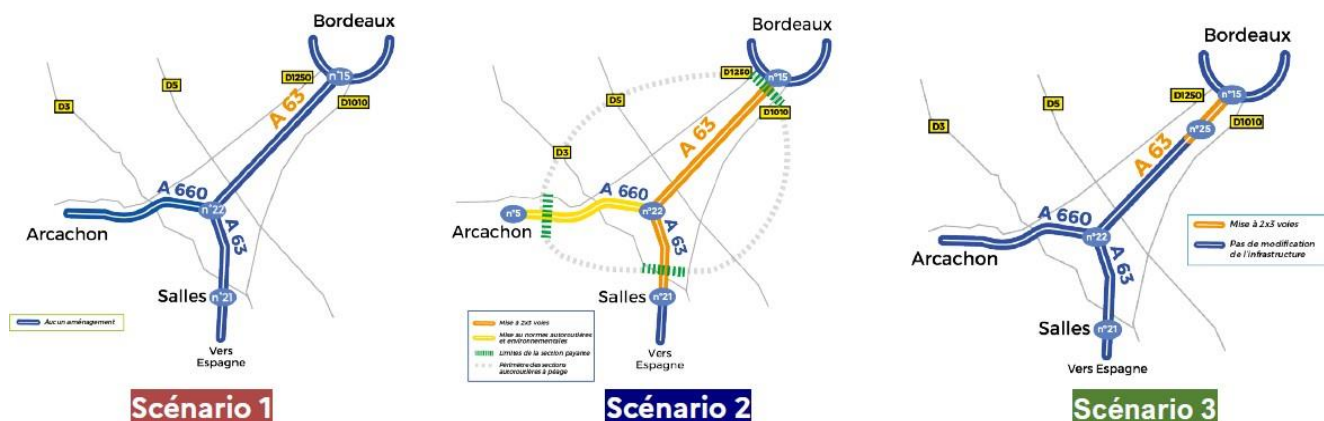 Bordeaux
n°15
D1250
D5
D1010
D3
A 63
A 660
n°22
Arcachon
A 63
Salles
n°21
Aucun aménagement
Vers
Espagne
Scénario 1
Bordeaux
D1250
n°15
D5
D1010
A 63
D3
A 660
n°5
n°22
Arcachon
A 63
Salles
n°21
Mise à 2x3 voies
Mise au normes autoroutières
et environnementales
Limites de la section payante
Périmètre des sections
autoroutières à péage
Vers
Espagne
Scénario 2
Bordeaux
D1250
n°15
D5
D1010
n°25
D3
A 63
A 660
n°22
Arcachon
A 63
Mise à 2x3 voies
Pas de modification
de l'infrastructure
Salles
n°21
Vers Espagne
Scénario 3